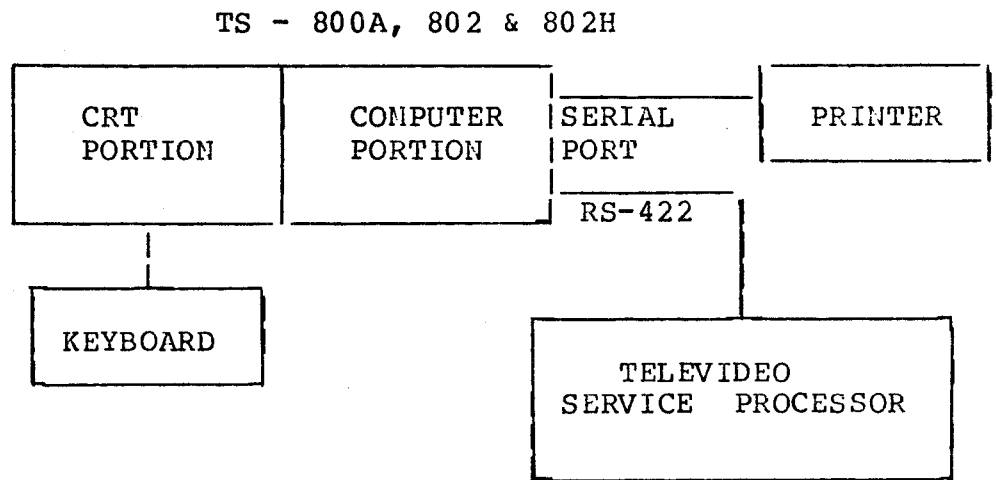 TS - 800A, 802 & 802H
CRT
PORTION
COMPUTER
PORTION
SERIAL
PORT
PRINTER
RS-422
KEYBOARD
TELEVIDEO
SERVICE PROCESSOR